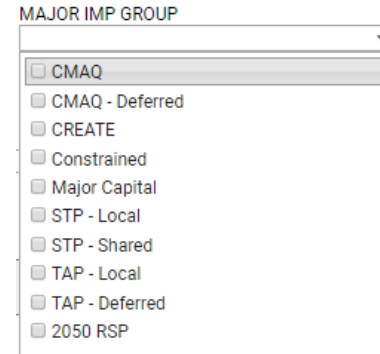 MAJOR IMP GROUP
CMAQ
CMAQ - Deferred
CREATE
Constrained
Major Capital
STP - Local
STP - Shared
TAP - Local
TAP - Deferred
2050 RSP